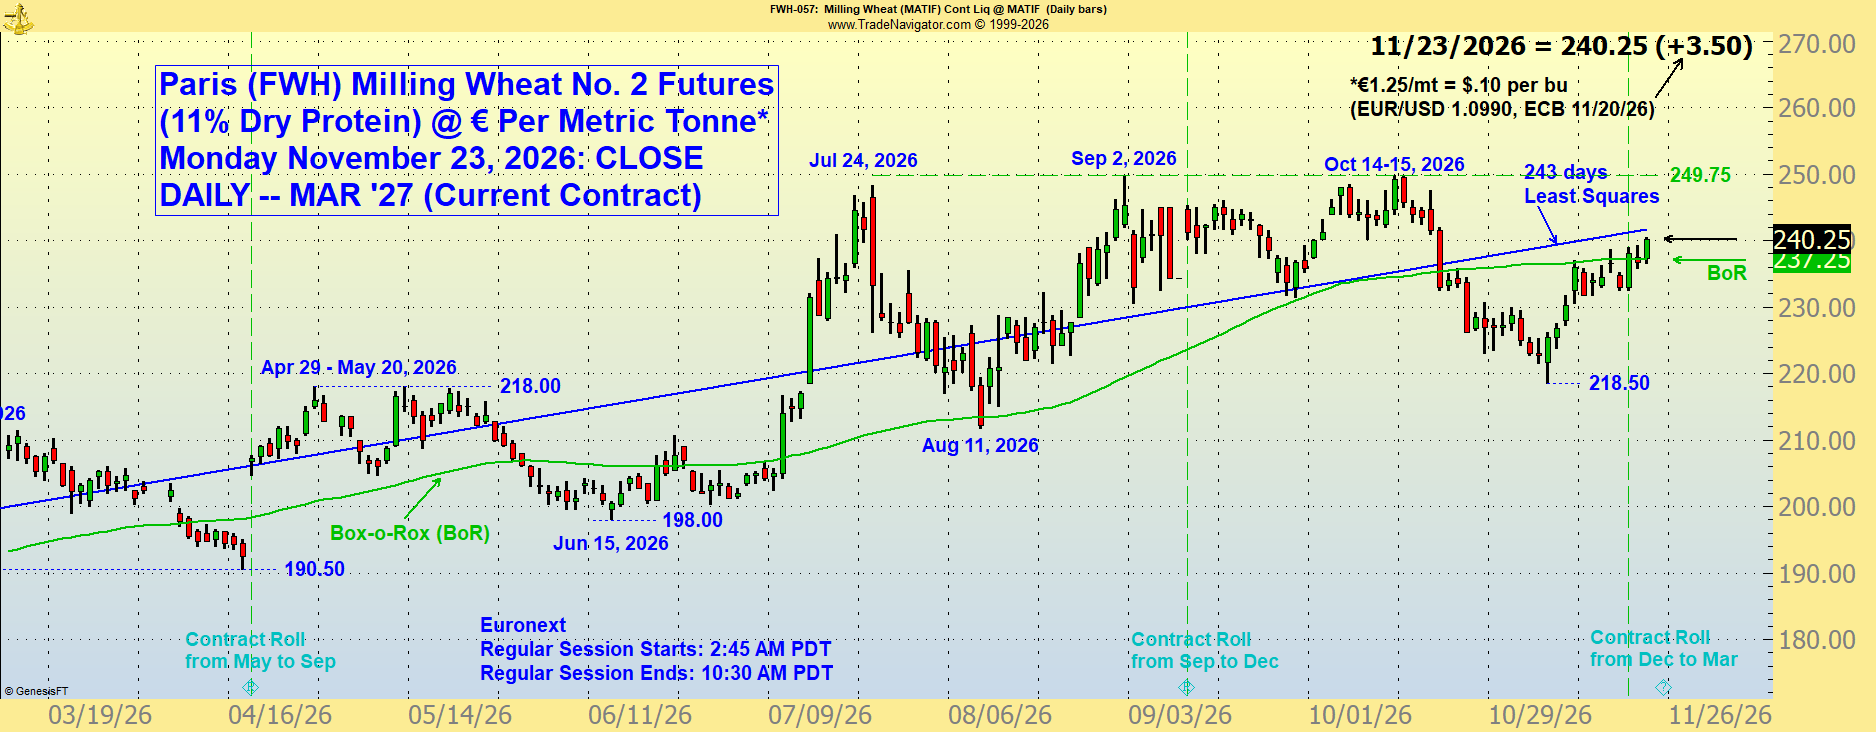 FWH-057: Milling Wheat (MATIF) Cont Liq @ MATIF (Daily bars)
www.TradeNavigator.com © 1999-2026
11/23/2026 = 240.25 (+3.50)
*€1.25/mt = $.10 per bu
(EUR/USD 1.0990, ECB 11/20/26)
Paris (FWH) Milling Wheat No. 2 Futures
(11% Dry Protein) @ € Per Metric Tonne*
Monday November 23, 2026: CLOSE
DAILY -- MAR '27 (Current Contract)
Jul 24, 2026
Sep 2, 2026
Oct 14-15, 2026
243 days
Least Squares
249.75
270.00
260.00
250.00
240.25
237.25
230.00
220.00
210.00
200.00
190.00
180.00
BoR
Apr 29 - May 20, 2026
218.00
218.50
026
Aug 11, 2026
Box-o-Rox (BoR)
198.00
Jun 15, 2026
190.50
Contract Roll
from May to Sep
Euronext
Regular Session Starts: 2:45 AM PDT
Regular Session Ends: 10:30 AM PDT
Contract Roll
from Sep to Dec
Contract Roll
from Dec to Mar
© GenesisFT
03/19/26 04/16/26 05/14/26 06/11/26 07/09/26 08/06/26 09/03/26 10/01/26 10/29/26 11/26/26